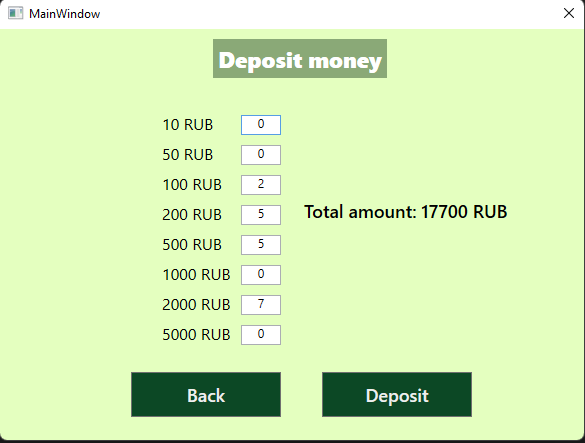 MainWindow
Deposit money
10 RUB 0
50 RUB 0
100 RUB 2
200 RUB 5
Total amount: 17700 RUB
500 RUB 5
1000 RUB 0
2000 RUB 7
5000 RUB 0
Back Deposit